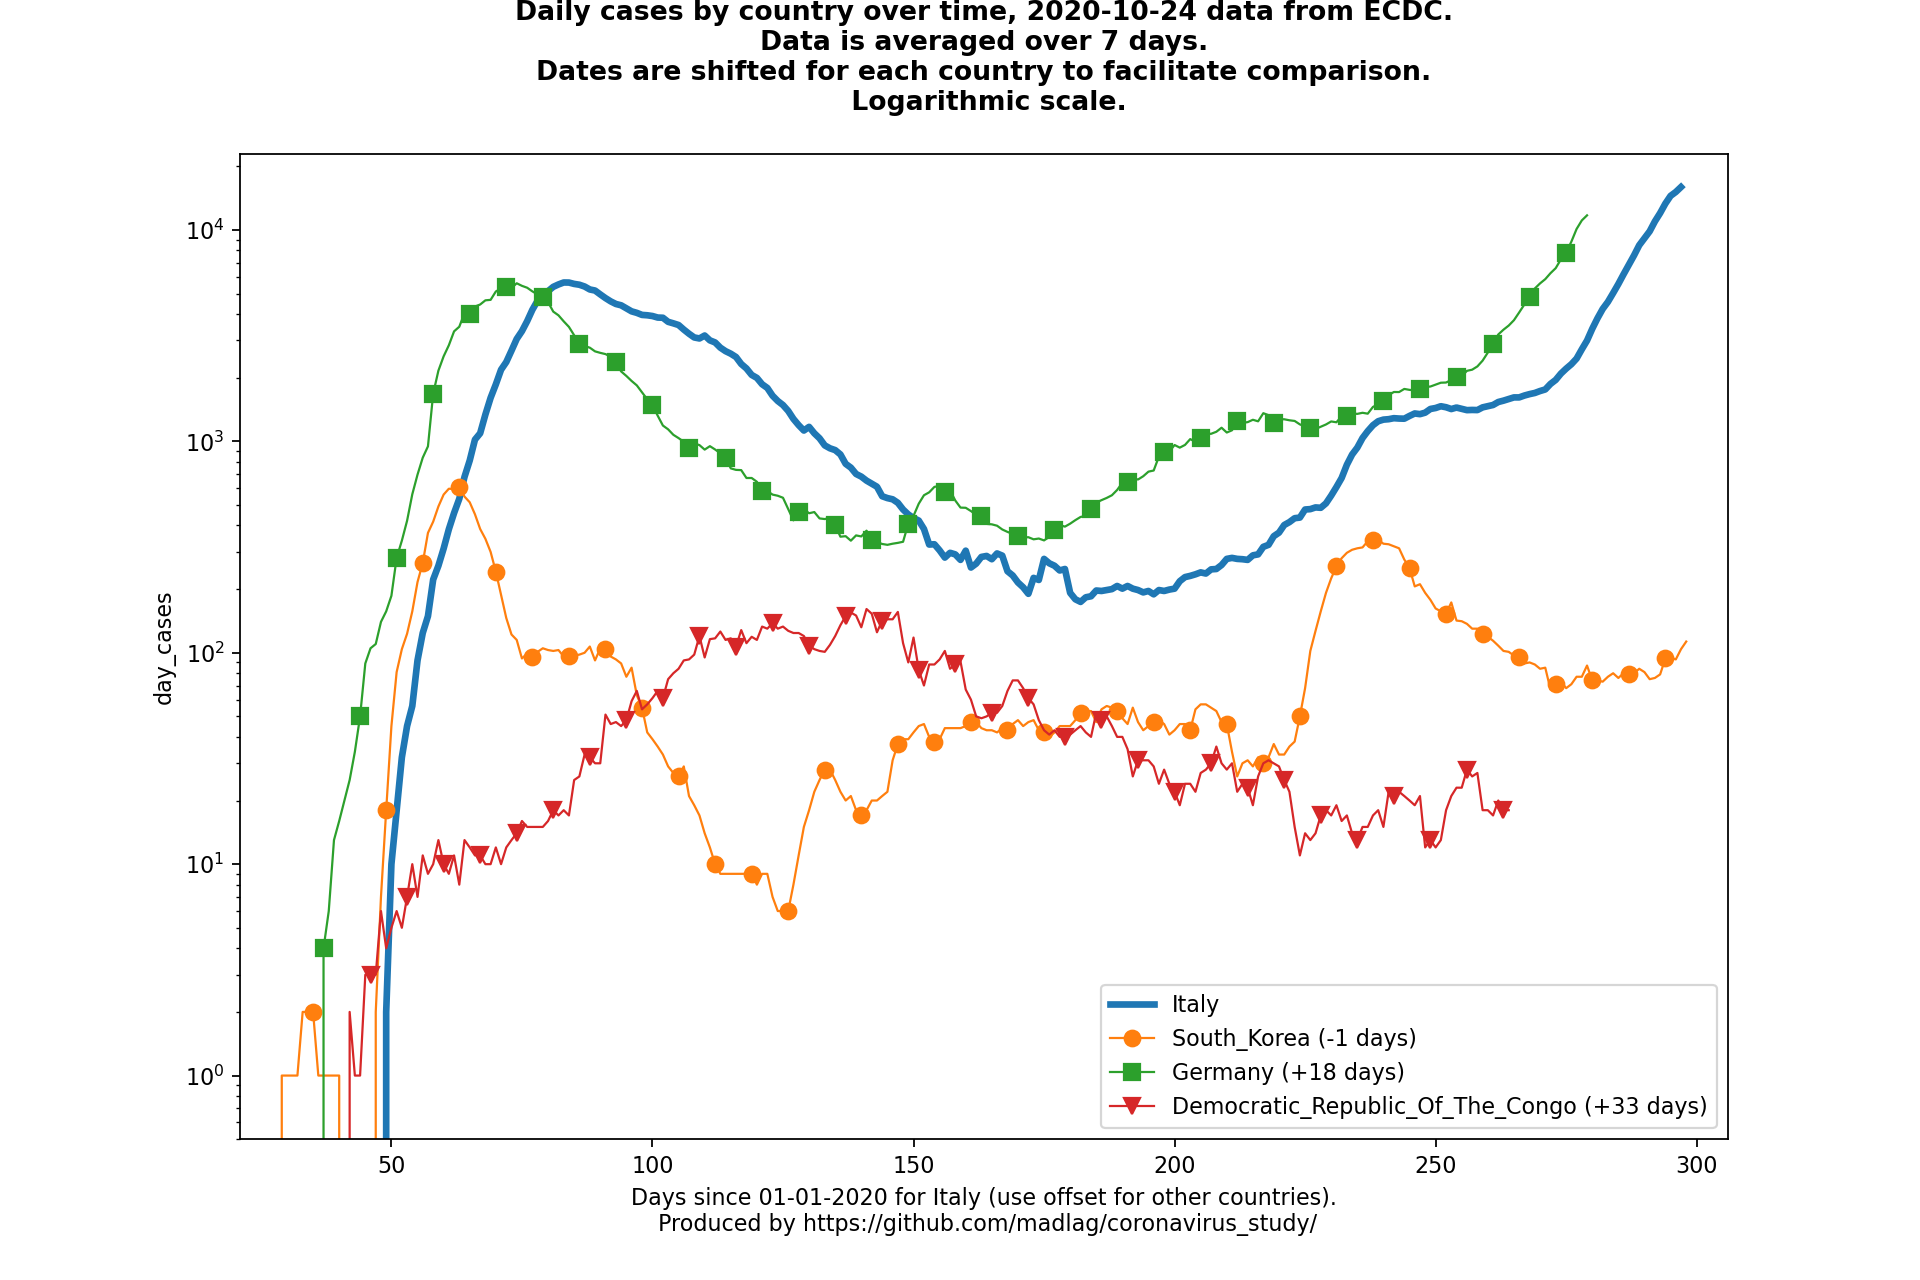 Daily cases by country over time, 2020-10-24 data from ECDC.
Data is averaged over 7 days.
Dates are shifted for each country to facilitate comparison.
Logarithmic scale.
10⁴
10³
10²
10¹
10⁰
day_cases
Italy
South_Korea (-1 days)
Germany (+18 days)
Democratic_Republic_Of_The_Congo (+33 days)
50 100 150 200 250 300
Days since 01-01-2020 for Italy (use offset for other countries).
Produced by https://github.com/madlag/coronavirus_study/